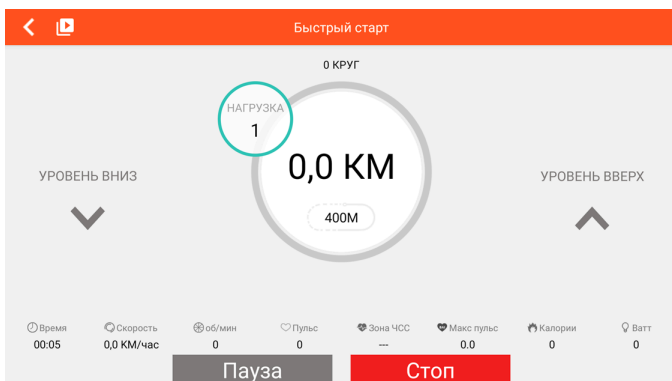 Быстрый старт
0 КРУГ
НАГРУЗКА
1
0,0 КМ
УРОВЕНЬ ВНИЗ
УРОВЕНЬ ВВЕРХ
400М
Время Скорость об/мин Пульс Зона ЧСС Макс пульс Калории Ватт
00:05 0,0 КМ/час 0 0 --- 0.0 0 0
Пауза Стоп